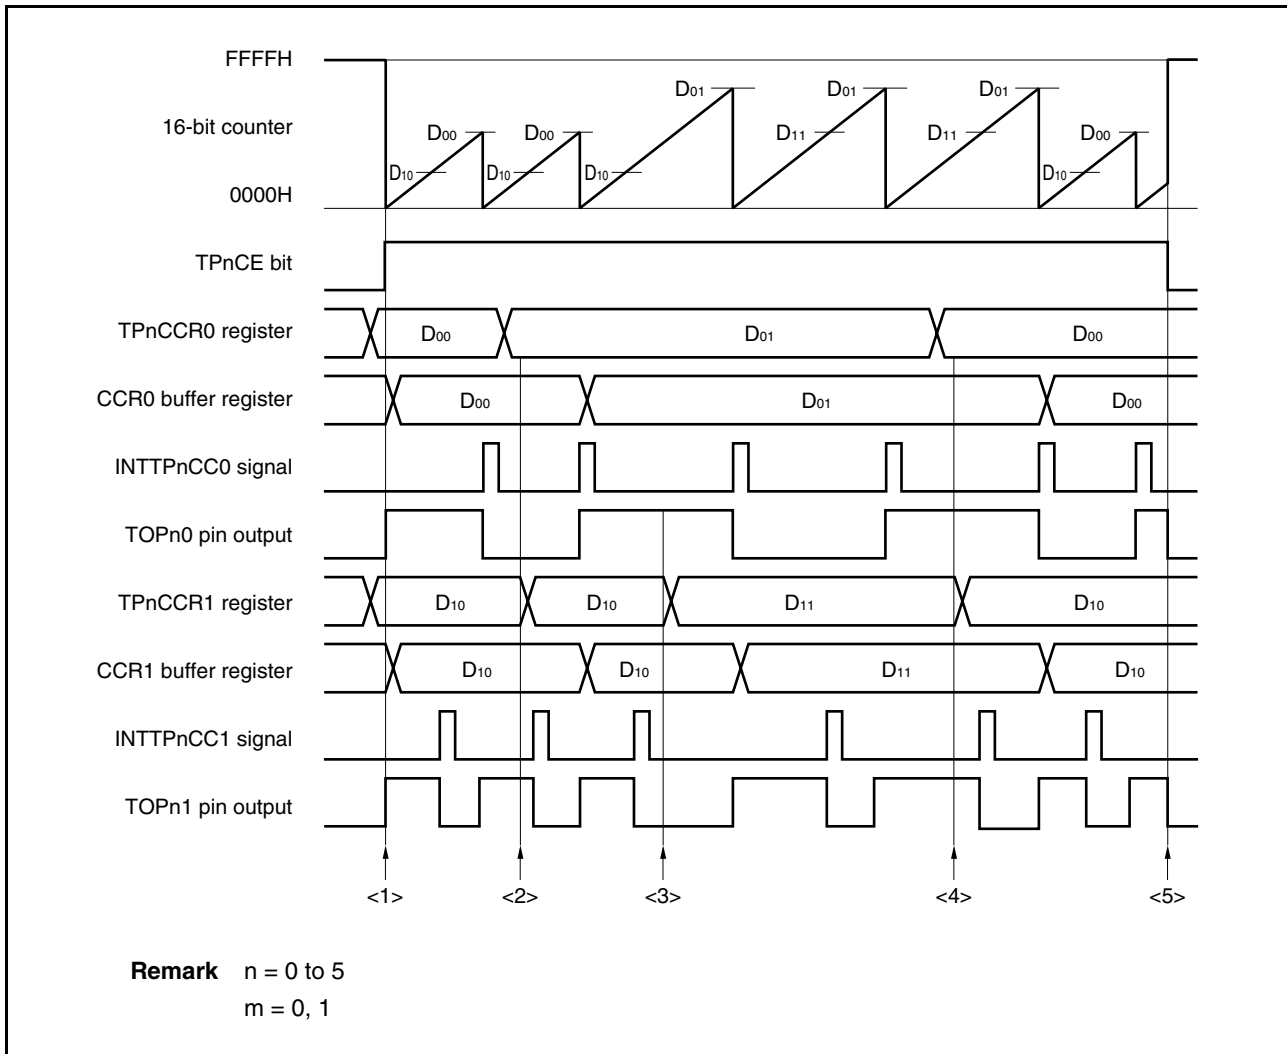 FFFFH
D01 D01 D01
16-bit counter D00 D00 D11 D11 D00
D10 D10 D10 D10
0000H
TPnCE bit
TPnCCR0 register D00 D01 D00
CCR0 buffer register D00 D01 D00
INTTPnCC0 signal
TOPn0 pin output
TPnCCR1 register D10 D10 D11 D10
CCR1 buffer register D10 D10 D11 D10
INTTPnCC1 signal
TOPn1 pin output
<1> <2> <3> <4> <5>
Remark n = 0 to 5
m = 0, 1